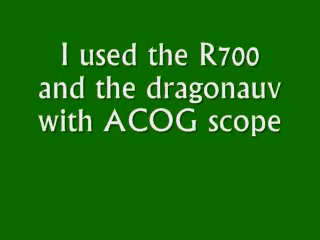 I used the R700
and the dragonauv
with ACOG scope